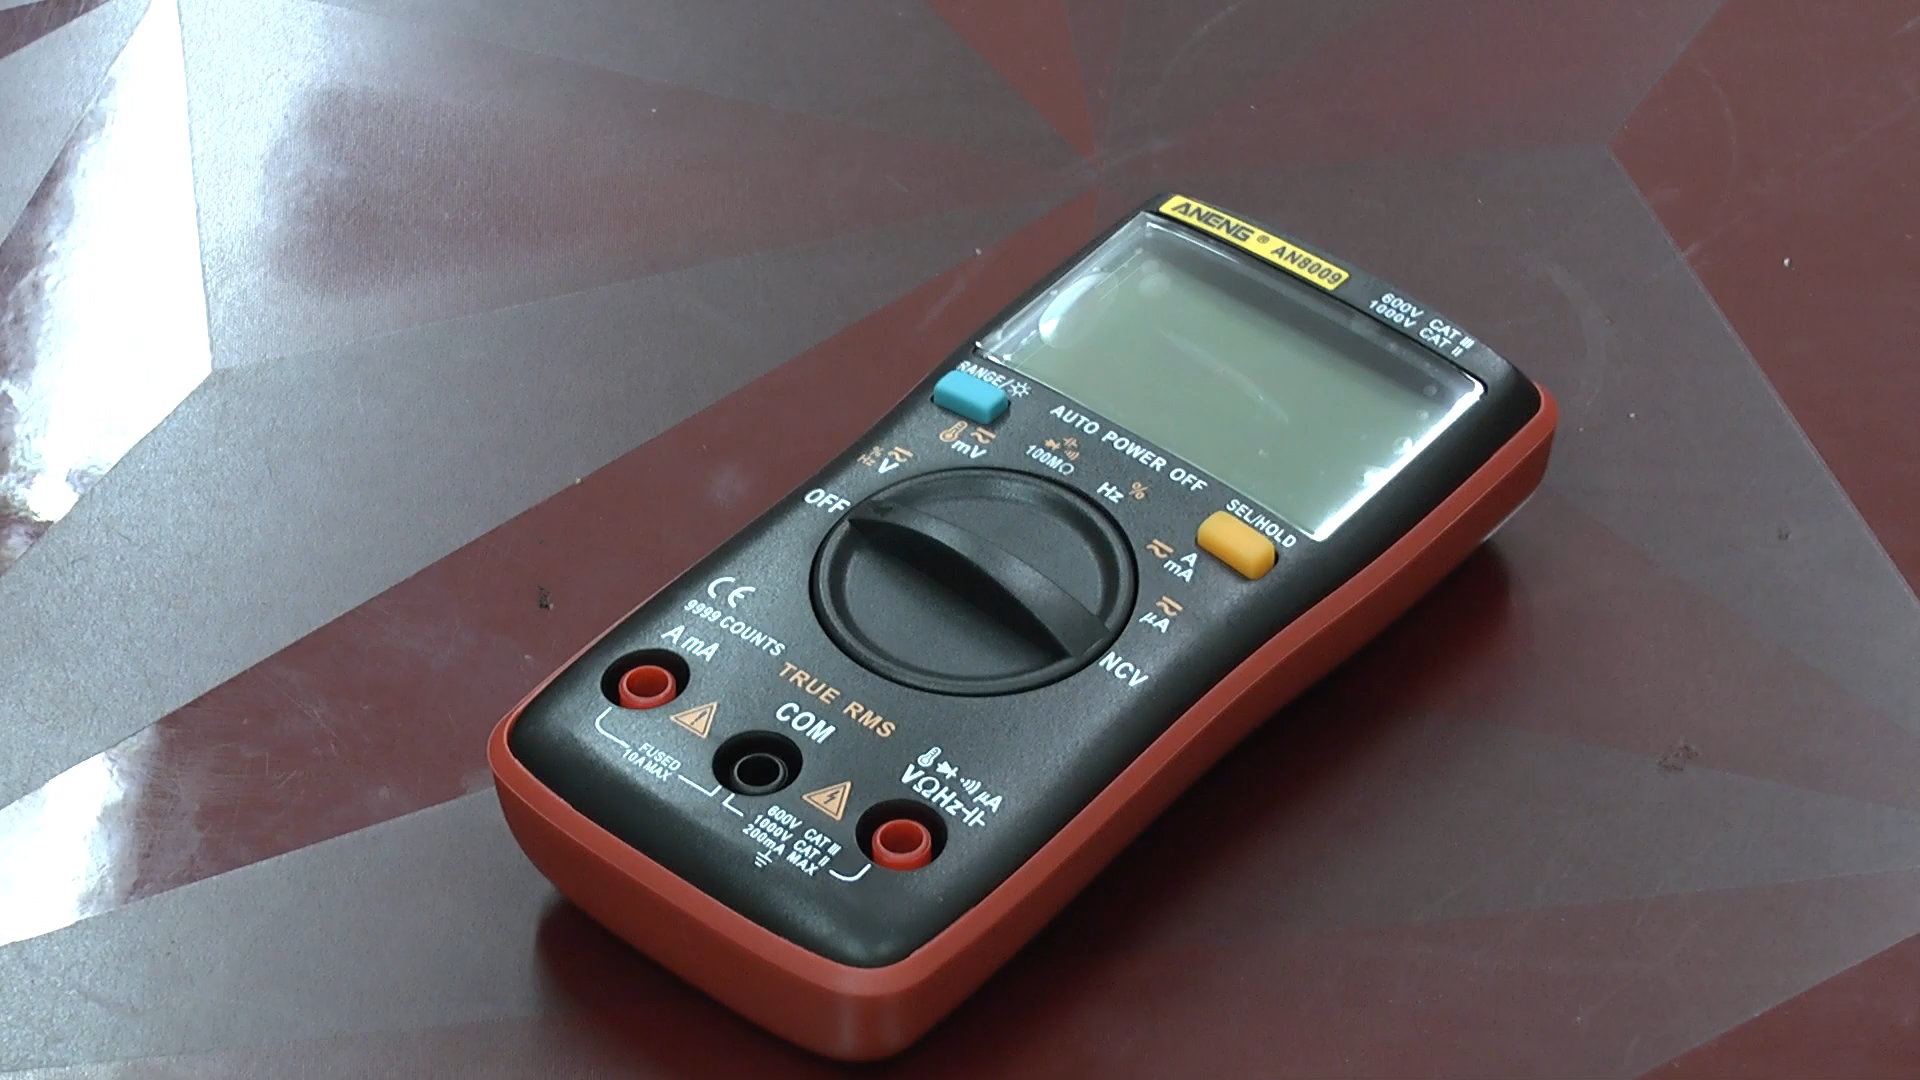 ANENG ® AN8009
600V CAT III
1000V CAT II
RANGE/
AUTO POWER OFF
SEL/HOLD
OFF
Hz %
V
mV
100MΩ
Hz %
A
mA
μA
NCV
CE
9999 COUNTS
TRUE RMS
A mA
COM
VΩHz μA
FUSED
10A MAX
600V CAT III
1000V CAT II
200mA MAX